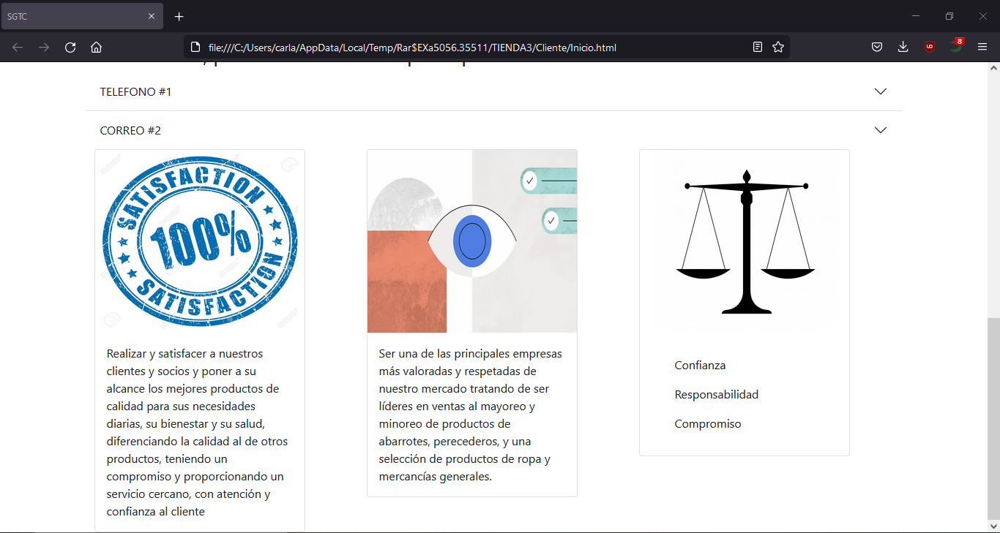 SGTC
file:///C:/Users/carla/AppData/Local/Temp/Rar$EXa5056.35511/TIENDA3/Cliente/Inicio.html
8
TELEFONO #1
CORREO #2
SATISFACTION
100%
SATISFACTION
Realizar y satisfacer a nuestros
clientes y socios y poner a su
alcance los mejores productos de
calidad para sus necesidades
diarias, su bienestar y su salud,
diferenciando la calidad al de otros
productos, teniendo un
compromiso y proporcionando un
servicio cercano, con atención y
confianza al cliente
Ser una de las principales empresas
más valoradas y respetadas de
nuestro mercado tratando de ser
líderes en ventas al mayoreo y
minoreo de productos de
abarrotes, perecederos, y una
selección de productos de ropa y
mercancías generales.
Confianza
Responsabilidad
Compromiso